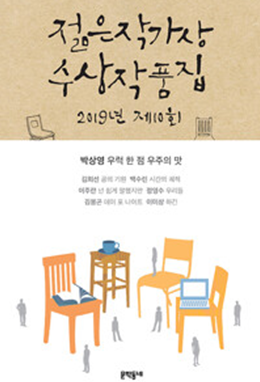 젊은작가상
수상작품집
2019년 제10회
박상영 우럭 한 점 우주의 맛
김희선 공의 기원 백수린 시간의 궤적
이주란 넌 쉽게 말했지만 정영수 우리들
김봉곤 데이 포 나이트 이미상 하긴
문학동네